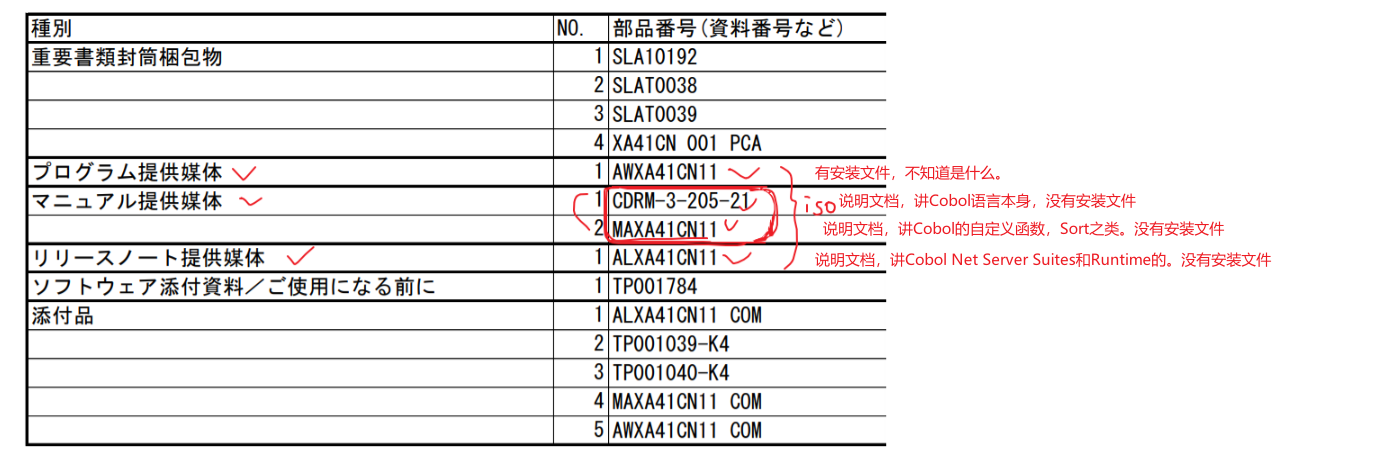 種別 NO. 部品番号(資料番号など)
重要書類封筒梱包物 1 SLA10192
2 SLAT0038
3 SLAT0039
4 XA41CN 001 PCA
プログラム提供媒体 1 AWXA41CN11 有安装文件，不知道是什么。
マニュアル提供媒体 1 CDRM-3-205-21 iso 说明文档，讲Cobol语言本身，没有安装文件
2 MAXA41CN11 说明文档，讲Cobol的自定义函数，Sort之类。没有安装文件
リリースノート提供媒体 1 ALXA41CN11 说明文档，讲Cobol Net Server Suites和Runtime的。没有安装文件
ソフトウェア添付資料／ご使用になる前に 1 TP001784
添付品 1 ALXA41CN11 COM
2 TP001039-K4
3 TP001040-K4
4 MAXA41CN11 COM
5 AWXA41CN11 COM